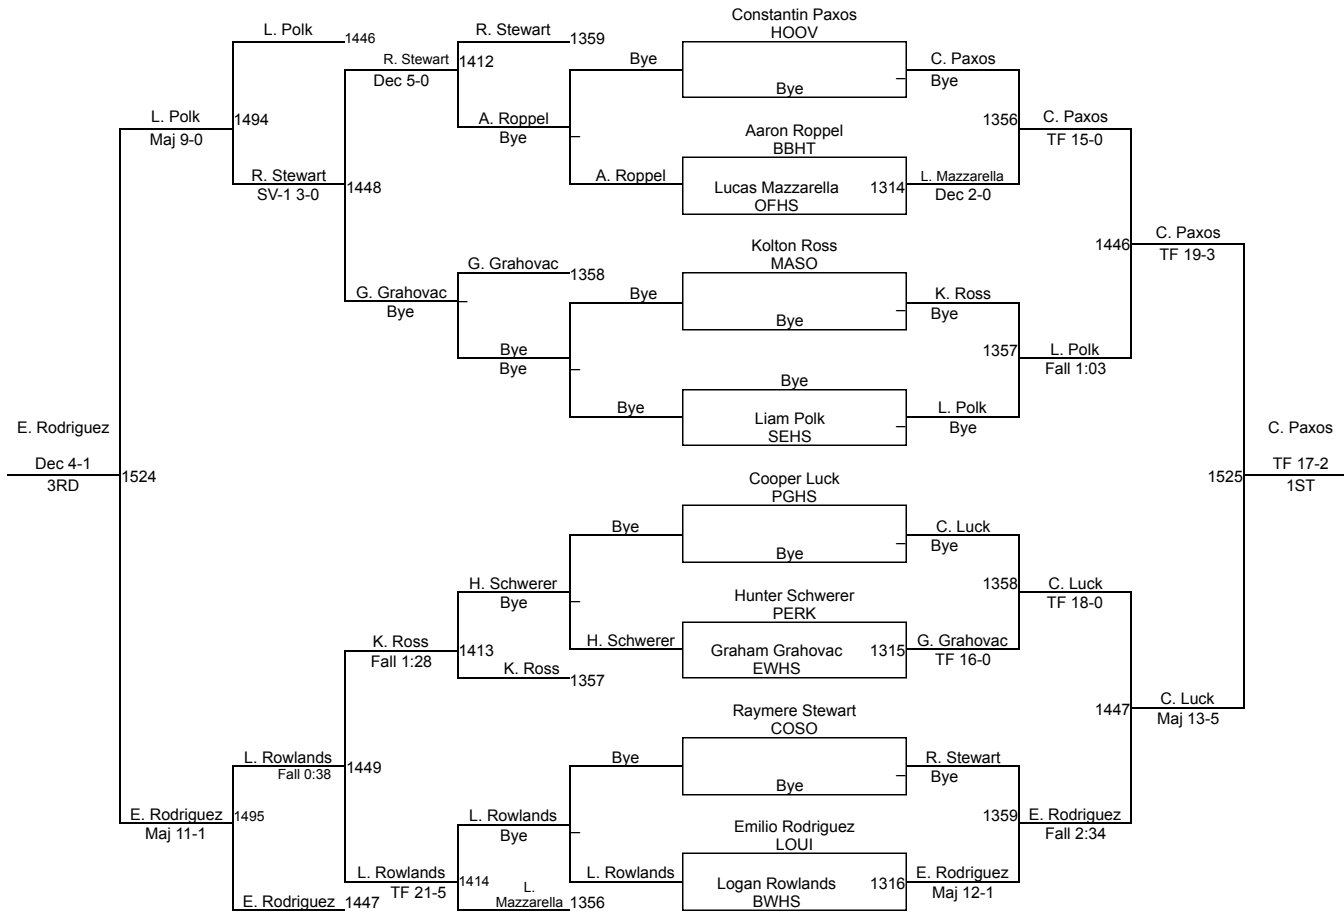 Constantin Paxos
HOOV
L. Polk
1446
R. Stewart
1359
R. Stewart
1412
Dec 5-0
Bye
Bye
C. Paxos
Bye
L. Polk
Maj 9-0
1494
A. Roppel
Bye
Aaron Roppel
BBHT
1356
C. Paxos
TF 15-0
R. Stewart
SV-1 3-0
1448
A. Roppel
Lucas Mazzarella
OFHS
1314
L. Mazzarella
Dec 2-0
Kolton Ross
MASO
1446
C. Paxos
TF 19-3
G. Grahovac
1358
G. Grahovac
Bye
Bye
Bye
K. Ross
Bye
Bye
Bye
1357
L. Polk
Fall 1:03
Bye
Bye
Liam Polk
SEHS
L. Polk
Bye
E. Rodriguez
Dec 4-1
3RD
1524
C. Paxos
TF 17-2
1ST
1525
Cooper Luck
PGHS
Bye
Bye
C. Luck
Bye
H. Schwerer
Bye
Hunter Schwerer
PERK
1358
C. Luck
TF 18-0
K. Ross
Fall 1:28
1413
H. Schwerer
Graham Grahovac
EWHS
1315
G. Grahovac
TF 16-0
K. Ross
1357
Raymere Stewart
COSO
1447
C. Luck
Maj 13-5
L. Rowlands
Fall 0:38
1449
Bye
Bye
R. Stewart
Bye
E. Rodriguez
Maj 11-1
1495
L. Rowlands
Bye
Emilio Rodriguez
LOUI
1359
E. Rodriguez
Fall 2:34
L. Rowlands
TF 21-5
1414
L. Rowlands
Logan Rowlands
BWHS
1316
E. Rodriguez
Maj 12-1
E. Rodriguez
1447
L.
Mazzarella
1356